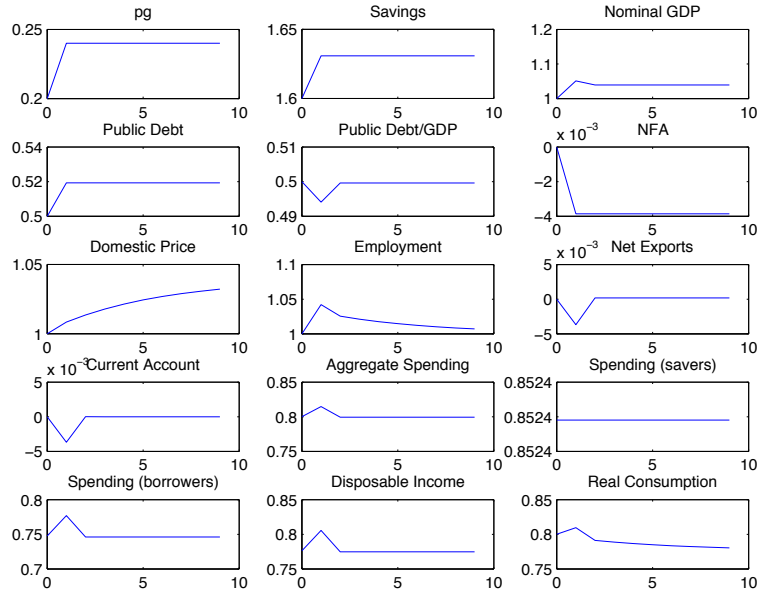 pg Savings Nominal GDP
0.25 1.65 1.2
1.1
0.2 1.6 1
0 5 10 0 5 10 0 5 10
Public Debt Public Debt/GDP x 10⁻³ NFA
0.54 0.51 0
0.52 0.5 −2
0.5 0.49 −4
0 5 10 0 5 10 0 5 10
Domestic Price Employment x 10⁻³ Net Exports
1.05 1.1 5
1.05 0
1 1 −5
0 5 10 0 5 10 0 5 10
x 10⁻³ Current Account Aggregate Spending Spending (savers)
5 0.85 0.8524
0 0.8 0.8524
−5 0.75 0.8524
0 5 10 0 5 10 0 5 10
Spending (borrowers) Disposable Income Real Consumption
0.8 0.85 0.85
0.75 0.8 0.8
0.7 0.75 0.75
0 5 10 0 5 10 0 5 10